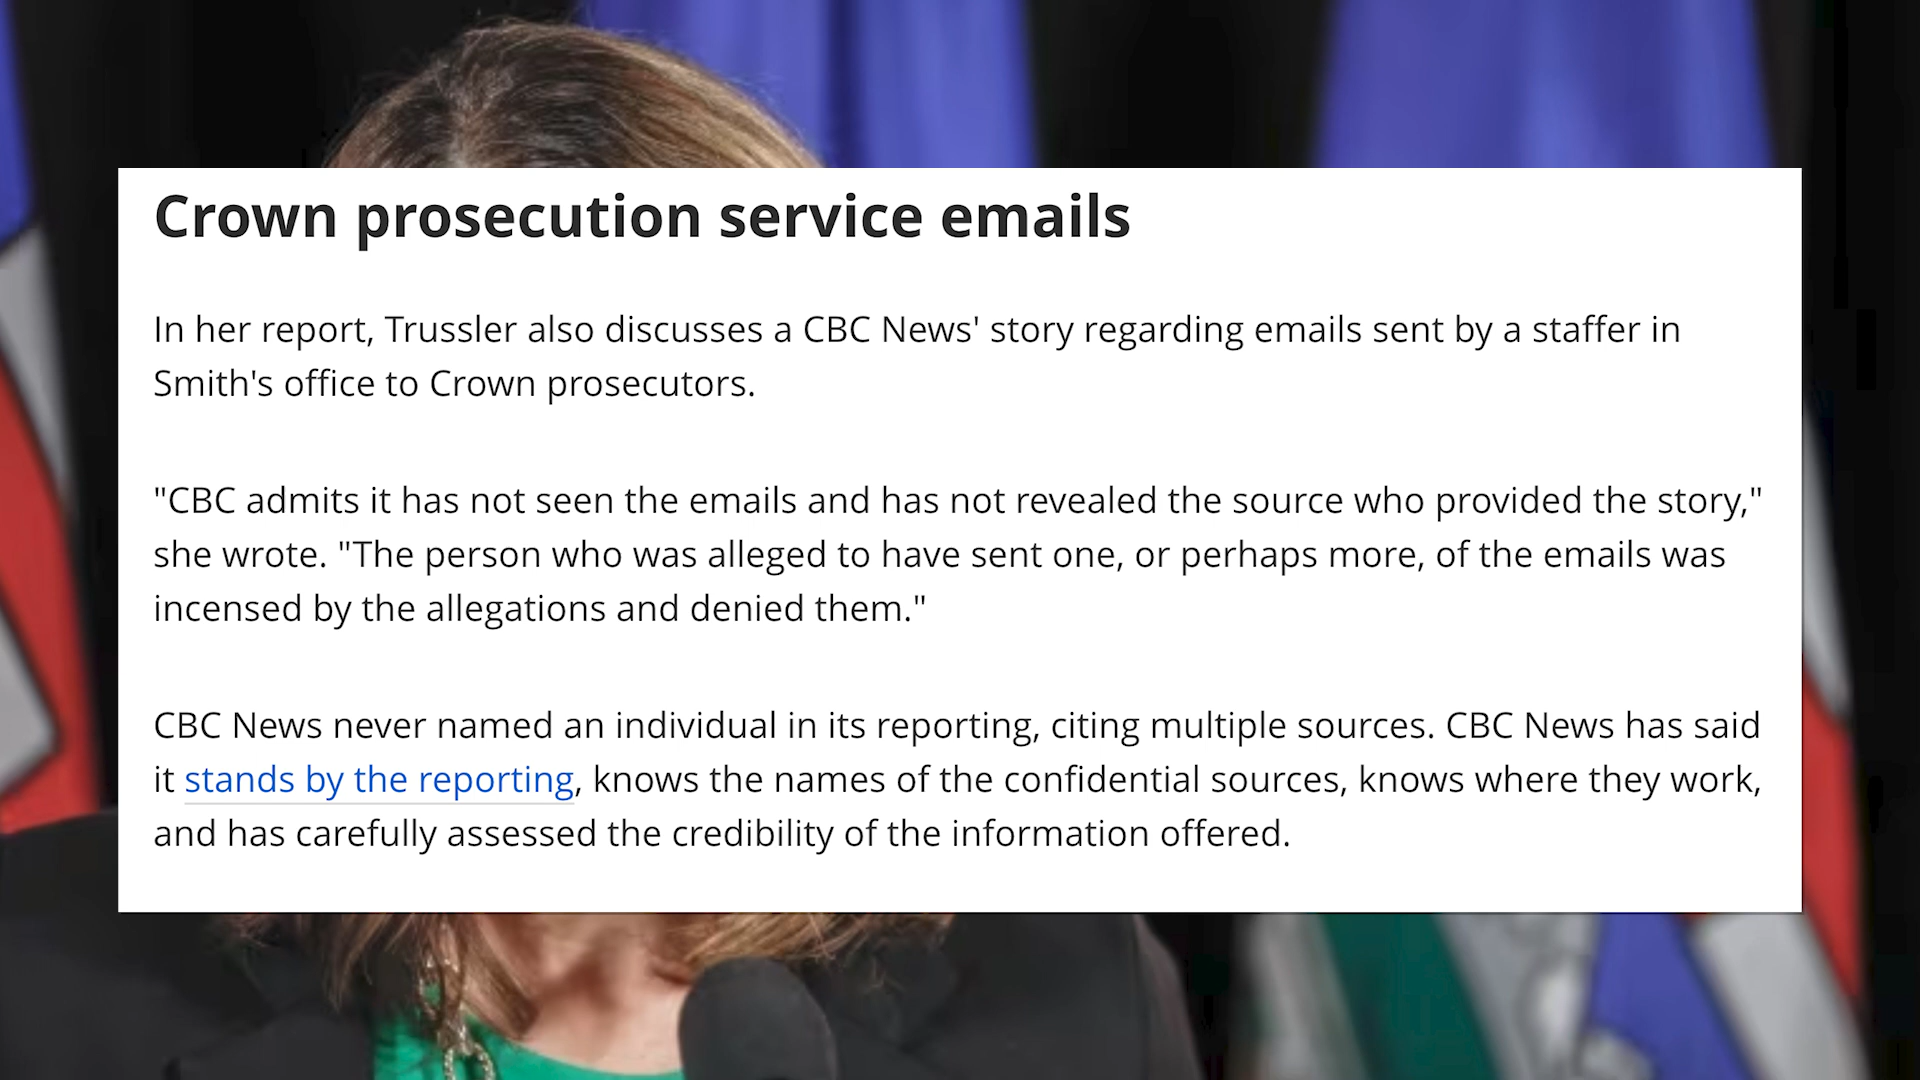 Crown prosecution service emails
In her report, Trussler also discusses a CBC News' story regarding emails sent by a staffer in
Smith's office to Crown prosecutors.
"CBC admits it has not seen the emails and has not revealed the source who provided the story,"
she wrote. "The person who was alleged to have sent one, or perhaps more, of the emails was
incensed by the allegations and denied them."
CBC News never named an individual in its reporting, citing multiple sources. CBC News has said
it stands by the reporting, knows the names of the confidential sources, knows where they work,
and has carefully assessed the credibility of the information offered.